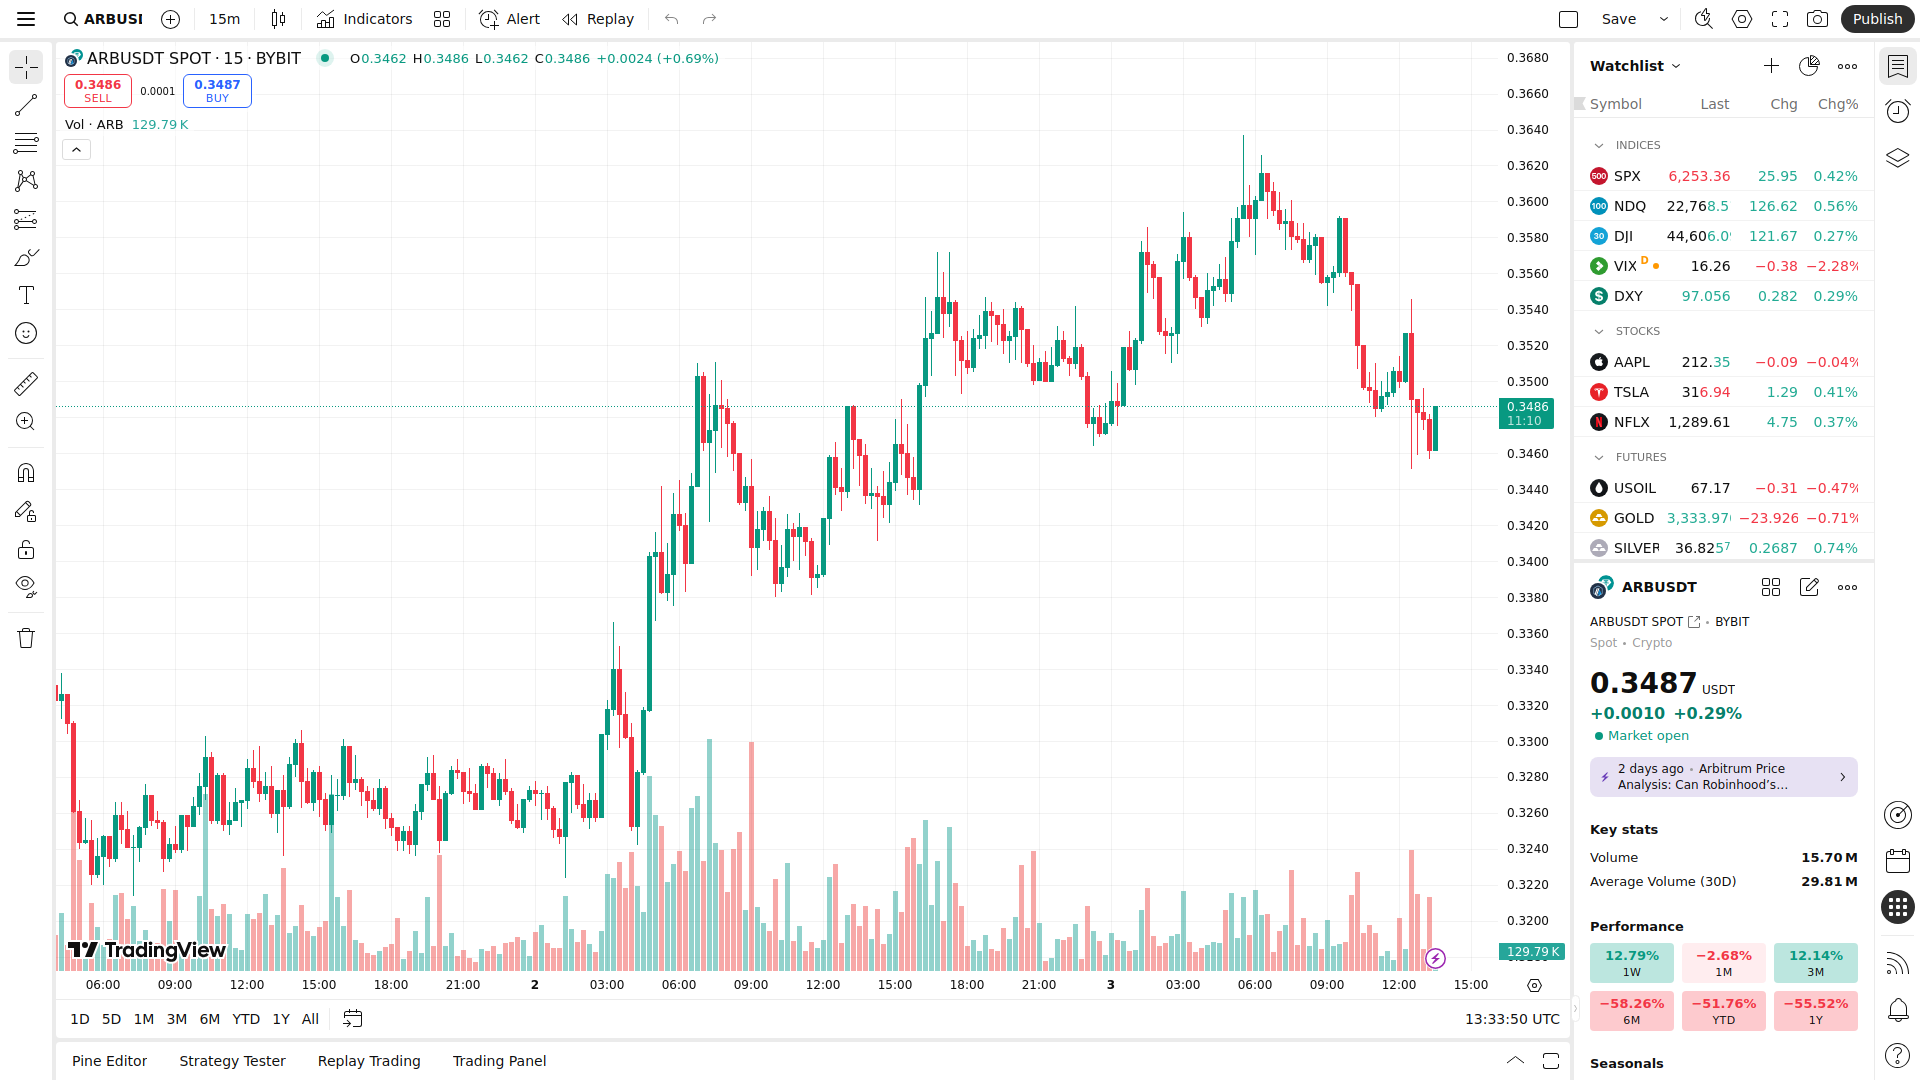 ARBUSI
15m
Indicators
Alert
Replay
Save
Publish
ARBUSDT SPOT · 15 · BYBIT
O0.3462 H0.3486 L0.3462 C0.3486 +0.0024 (+0.69%)
0.3486
SELL
0.0001
0.3487
BUY
Vol · ARB 129.79 K
0.3680
0.3660
0.3640
0.3620
0.3600
0.3580
0.3560
0.3540
0.3520
0.3500
0.3486
11:10
0.3460
0.3440
0.3420
0.3400
0.3380
0.3360
0.3340
0.3320
0.3300
0.3280
0.3260
0.3240
0.3220
0.3200
129.79 K
TradingView
06:00 09:00 12:00 15:00 18:00 21:00 2 03:00 06:00 09:00 12:00 15:00 18:00 21:00 3 03:00 06:00 09:00 12:00 15:00
1D 5D 1M 3M 6M YTD 1Y All
13:33:50 UTC
Pine Editor Strategy Tester Replay Trading Trading Panel
Watchlist
Symbol Last Chg Chg%
INDICES
500 SPX 6,253.36 25.95 0.42%
100 NDQ 22,768.5 126.62 0.56%
30 DJI 44,606.0 121.67 0.27%
VIX D 16.26 −0.38 −2.28%
$ DXY 97.056 0.282 0.29%
STOCKS
AAPL 212.35 −0.09 −0.04%
TSLA 316.94 1.29 0.41%
N NFLX 1,289.61 4.75 0.37%
FUTURES
USOIL 67.17 −0.31 −0.47%
GOLD 3,333.97 −23.926 −0.71%
SILVER 36.8257 0.2687 0.74%
ARBUSDT
ARBUSDT SPOT • BYBIT
Spot • Crypto
0.3487 USDT
+0.0010 +0.29%
Market open
2 days ago • Arbitrum Price
Analysis: Can Robinhood's...
Key stats
Volume 15.70 M
Average Volume (30D) 29.81 M
Performance
12.79% −2.68% 12.14%
1W 1M 3M
−58.26% −51.76% −55.52%
6M YTD 1Y
Seasonals